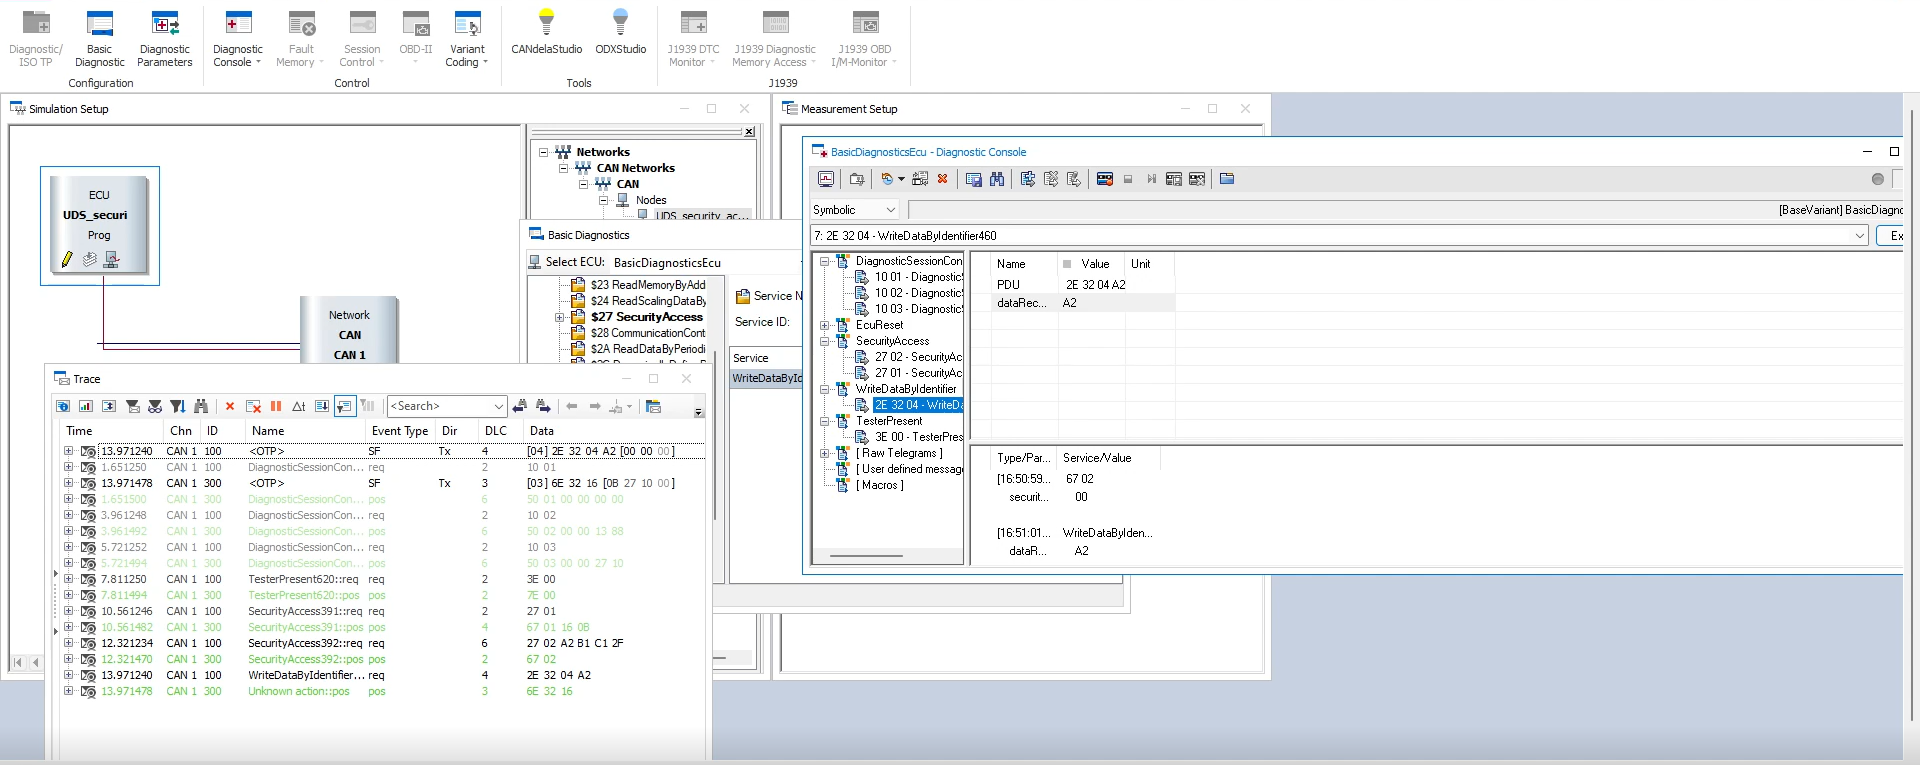 Diagnostic/ ISO TP
Basic Diagnostic
Diagnostic Parameters
Diagnostic Console
Fault Memory
Session Control
OBD-II
Variant Coding
CANdelaStudio
ODXStudio
J1939 DTC Monitor
J1939 Diagnostic Memory Access
J1939 OBD I/M-Monitor
Configuration
Control
Tools
J1939
Simulation Setup
ECU
UDS_securi
Prog
Network
CAN
CAN 1
Networks
CAN Networks
CAN
Nodes
UDS_security_ac...
Measurement Setup
Basic Diagnostics
Select ECU: BasicDiagnosticsEcu
$23 ReadMemoryByAdd
$24 ReadScalingDataBy
$27 SecurityAccess
$28 CommunicationCont
$2A ReadDataByPeriodi
Service N
Service ID:
Service
WriteDataById
BasicDiagnosticsEcu - Diagnostic Console
Symbolic
[BaseVariant] BasicDiagno
7: 2E 32 04 - WriteDataByIdentifier460
Ex
DiagnosticSessionCon
10 01 - Diagnostic
10 02 - Diagnostic
10 03 - Diagnostic
EcuReset
SecurityAccess
27 02 - SecurityAc
27 01 - SecurityAc
WriteDataByIdentifier
2E 32 04 - WriteDa
TesterPresent
3E 00 - TesterPres
[ Raw Telegrams ]
[ User defined message
[ Macros ]
Name Value Unit
PDU 2E 32 04 A2
dataRec... A2
Type/Par... Service/Value
[16:50:59... 67 02
securit... 00
[16:51:01... WriteDataByIden...
dataR... A2
Trace
<Search>
Time Chn ID Name Event Type Dir DLC Data
13.971240 CAN 1 100 <OTP> SF Tx 4 [04] 2E 32 04 A2 [00 00 00]
1.651250 CAN 1 100 DiagnosticSessionCon... req 2 10 01
13.971478 CAN 1 300 <OTP> SF Tx 3 [03] 6E 32 16 [0B 27 10 00]
1.651500 CAN 1 300 DiagnosticSessionCon... pos 6 50 01 00 00 00 00
3.961248 CAN 1 100 DiagnosticSessionCon... req 2 10 02
3.961492 CAN 1 300 DiagnosticSessionCon... pos 6 50 02 00 00 13 88
5.721252 CAN 1 100 DiagnosticSessionCon... req 2 10 03
5.721494 CAN 1 300 DiagnosticSessionCon... pos 6 50 03 00 00 27 10
7.811250 CAN 1 100 TesterPresent620::req req 2 3E 00
7.811494 CAN 1 300 TesterPresent620::pos pos 2 7E 00
10.561246 CAN 1 100 SecurityAccess391::req req 2 27 01
10.561482 CAN 1 300 SecurityAccess391::pos pos 4 67 01 16 0B
12.321234 CAN 1 100 SecurityAccess392::req req 6 27 02 A2 B1 C1 2F
12.321470 CAN 1 300 SecurityAccess392::pos pos 2 67 02
13.971240 CAN 1 100 WriteDataByIdentifier... req 4 2E 32 04 A2
13.971478 CAN 1 300 Unknown action::pos pos 3 6E 32 16